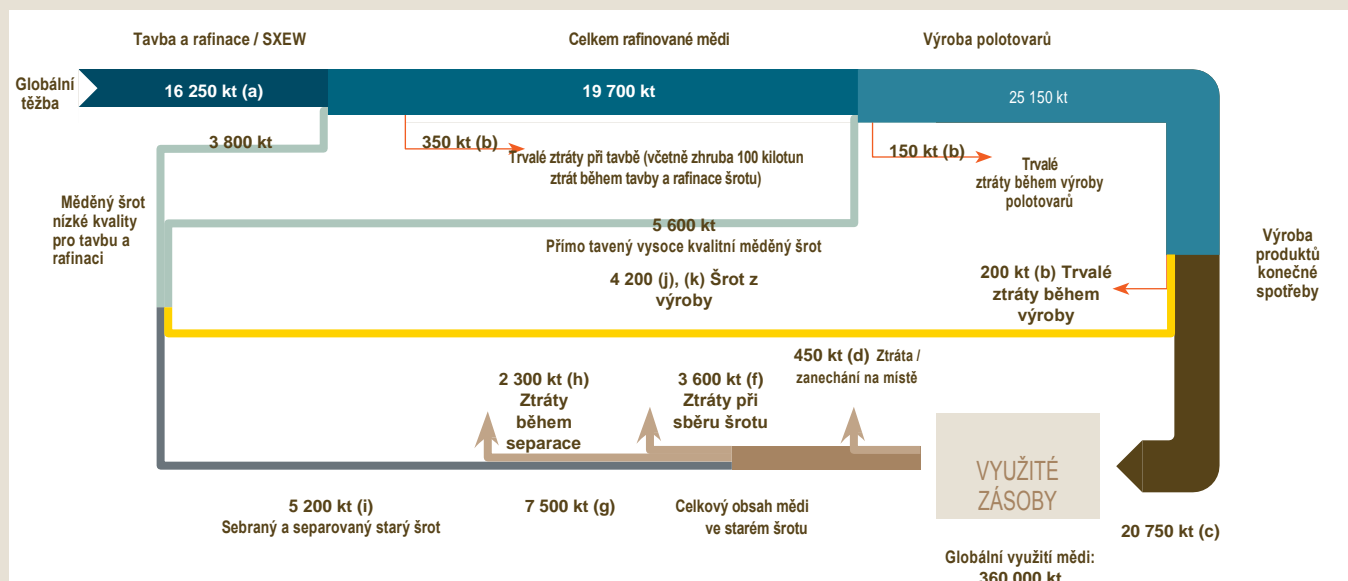 Tavba a rafinace / SXEW
Celkem rafinované mědi
Výroba polotovarů
Globální
těžba
16 250 kt (a)
19 700 kt
25 150 kt
3 800 kt
350 kt (b)
Trvalé ztráty při tavbě (včetně zhruba 100 kilotun
ztrát během tavby a rafinace šrotu)
150 kt (b)
Trvalé
ztráty během výroby
polotovarů
Měděný šrot
nízké kvality
pro tavbu a
rafinaci
5 600 kt
Přímo tavený vysoce kvalitní měděný šrot
Výroba
produktů
konečné
spotřeby
4 200 (j), (k) Šrot z
výroby
200 kt (b) Trvalé
ztráty během
výroby
450 kt (d) Ztráta /
zanechání na místě
2 300 kt (h)
Ztráty
během
separace
3 600 kt (f)
Ztráty při
sběru šrotu
VYUŽITÉ
ZÁSOBY
5 200 kt (i)
Sebraný a separovaný starý šrot
7 500 kt (g)
Celkový obsah mědi
ve starém šrotu
20 750 kt (c)
Globální využití mědi:
360 000 kt